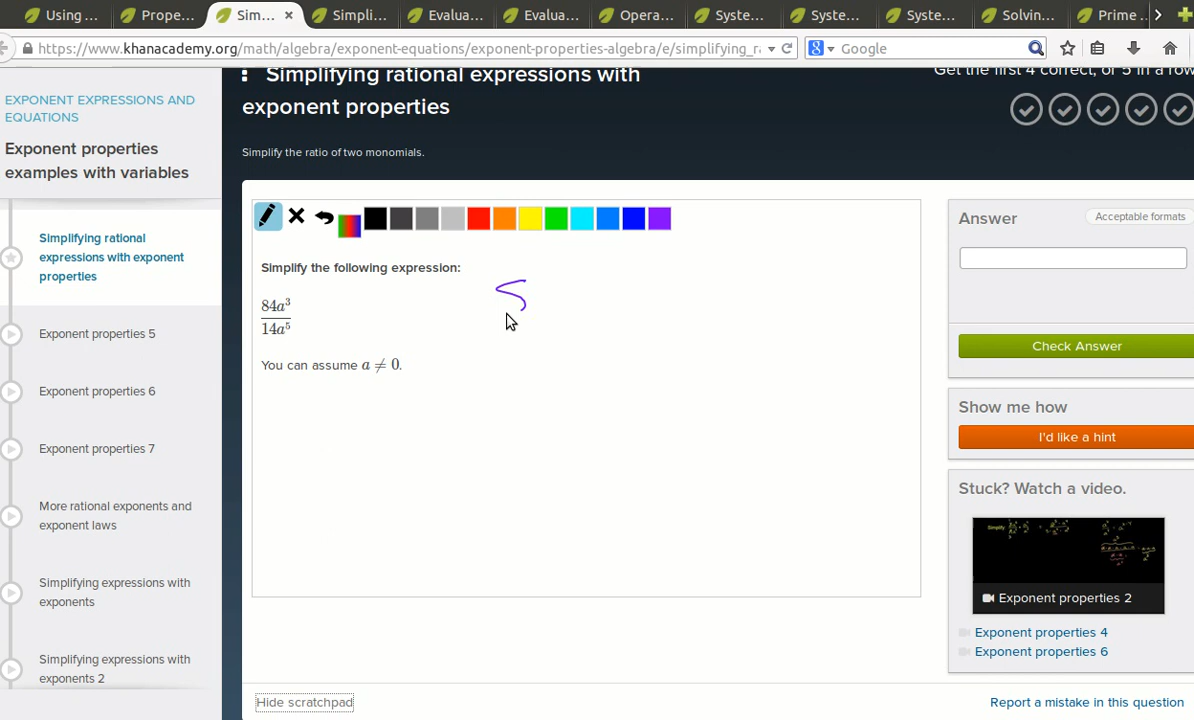 Using ...
Prope...
Sim...
Simpli...
Evalua...
Evalua...
Opera...
Syste...
Syste...
Syste...
Solvin...
Prime ...
https://www.khanacademy.org/math/algebra/exponent-equations/exponent-properties-algebra/e/simplifying_r
Google
EXPONENT EXPRESSIONS AND
EQUATIONS
Exponent properties
examples with variables
Simplifying rational
expressions with exponent
properties
Exponent properties 5
Exponent properties 6
Exponent properties 7
More rational exponents and
exponent laws
Simplifying expressions with
exponents
Simplifying expressions with
exponents 2
Simplifying rational expressions with
exponent properties
Get the first 4 correct, or 5 in a row
Simplify the ratio of two monomials.
Simplify the following expression:
84a³
14a⁵
You can assume a ≠ 0.
Hide scratchpad
Answer
Acceptable formats
Check Answer
Show me how
I'd like a hint
Stuck? Watch a video.
Exponent properties 2
Exponent properties 4
Exponent properties 6
Report a mistake in this question